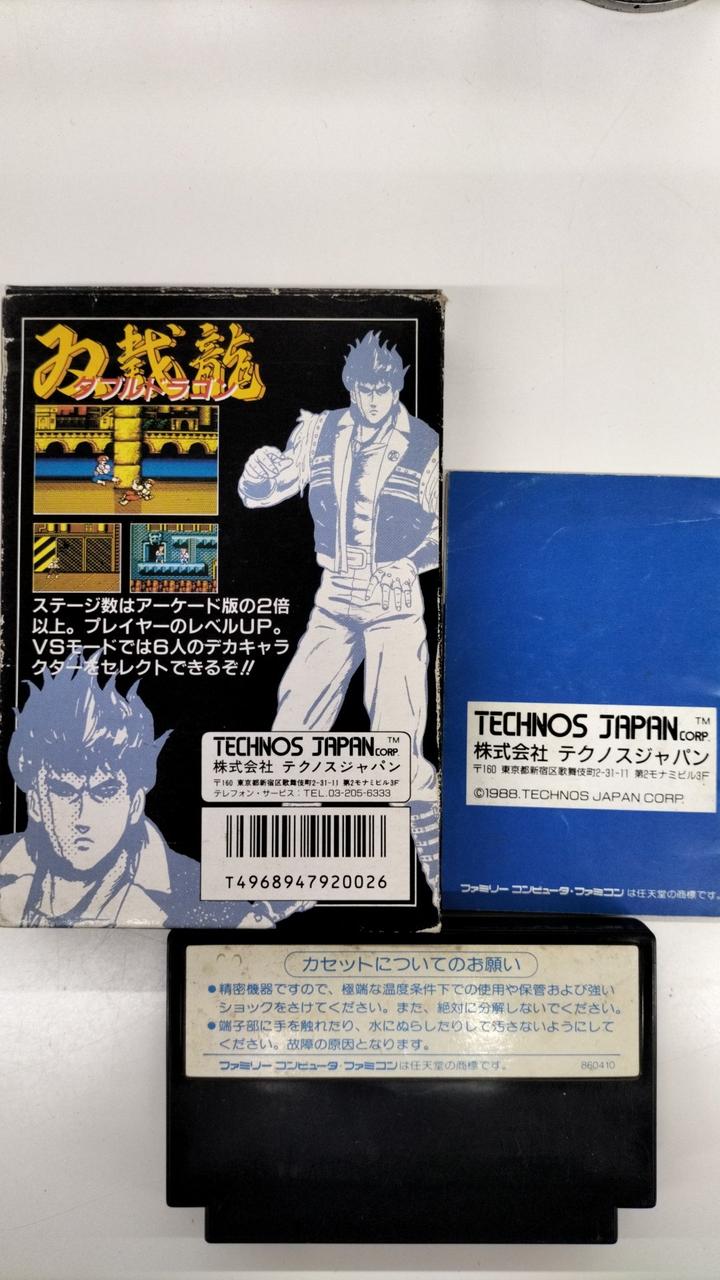 双截龍
ダブルドラゴン
ステージ数はアーケード版の2倍
以上。プレイヤーのレベルUP。
VSモードでは6人のデカキャラ
クターをセレクトできるぞ!!
TECHNOS JAPAN CORP. ™
株式会社 テクノスジャパン
〒160 東京都新宿区歌舞伎町2-31-11 第2モナミビル3F
テレフォン・サービス：TEL.03-205-6333
T4968947920026
TECHNOS JAPAN CORP. ™
株式会社 テクノスジャパン
〒160 東京都新宿区歌舞伎町2-31-11 第2モナミビル3F
©1988.TECHNOS JAPAN CORP.
ファミリー コンピュータ・ファミコン は任天堂の商標です。
カセットについてのお願い
●精密機器ですので、極端な温度条件下での使用や保管および強い
ショックをさけてください。また、絶対に分解しないでください。
●端子部に手を触れたり、水にぬらしたりして汚さないようにして
ください。故障の原因となります。
ファミリー コンピュータ・ファミコンは任天堂の商標です。 860410